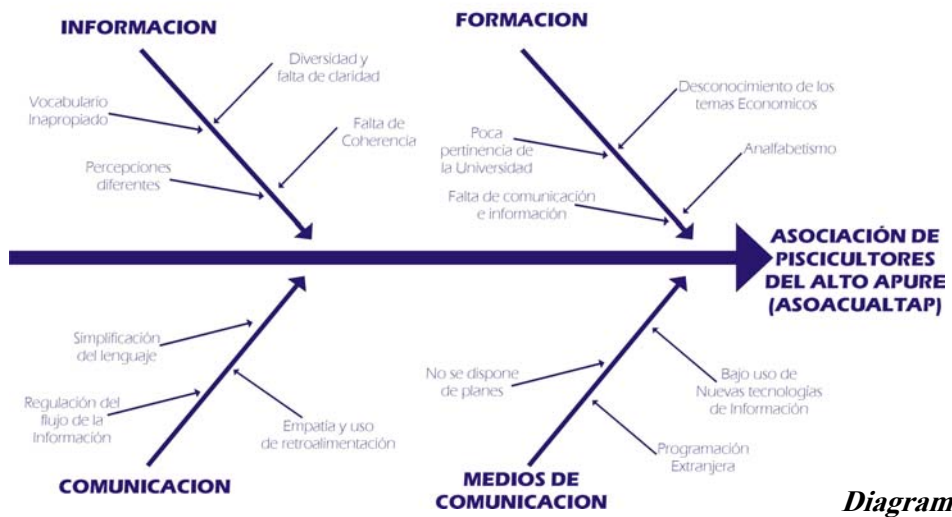 INFORMACION
Diversidad y
falta de claridad
Vocabulario
Inapropiado
Falta de
Coherencia
Percepciones
diferentes
FORMACION
Desconocimiento de los
temas Economicos
Poca
pertinencia de
la Universidad
Analfabetismo
Falta de comunicación
e información
ASOCIACIÓN DE
PISCICULTORES
DEL ALTO APURE
(ASOACUALTAP)
Simplificación
del lenguaje
Regulación del
flujo de la
Información
Empatía y uso
de retroalimentación
COMUNICACION
No se dispone
de planes
Bajo uso de
Nuevas tecnologías
de Información
Programación
Extranjera
MEDIOS DE
COMUNICACION
Diagram